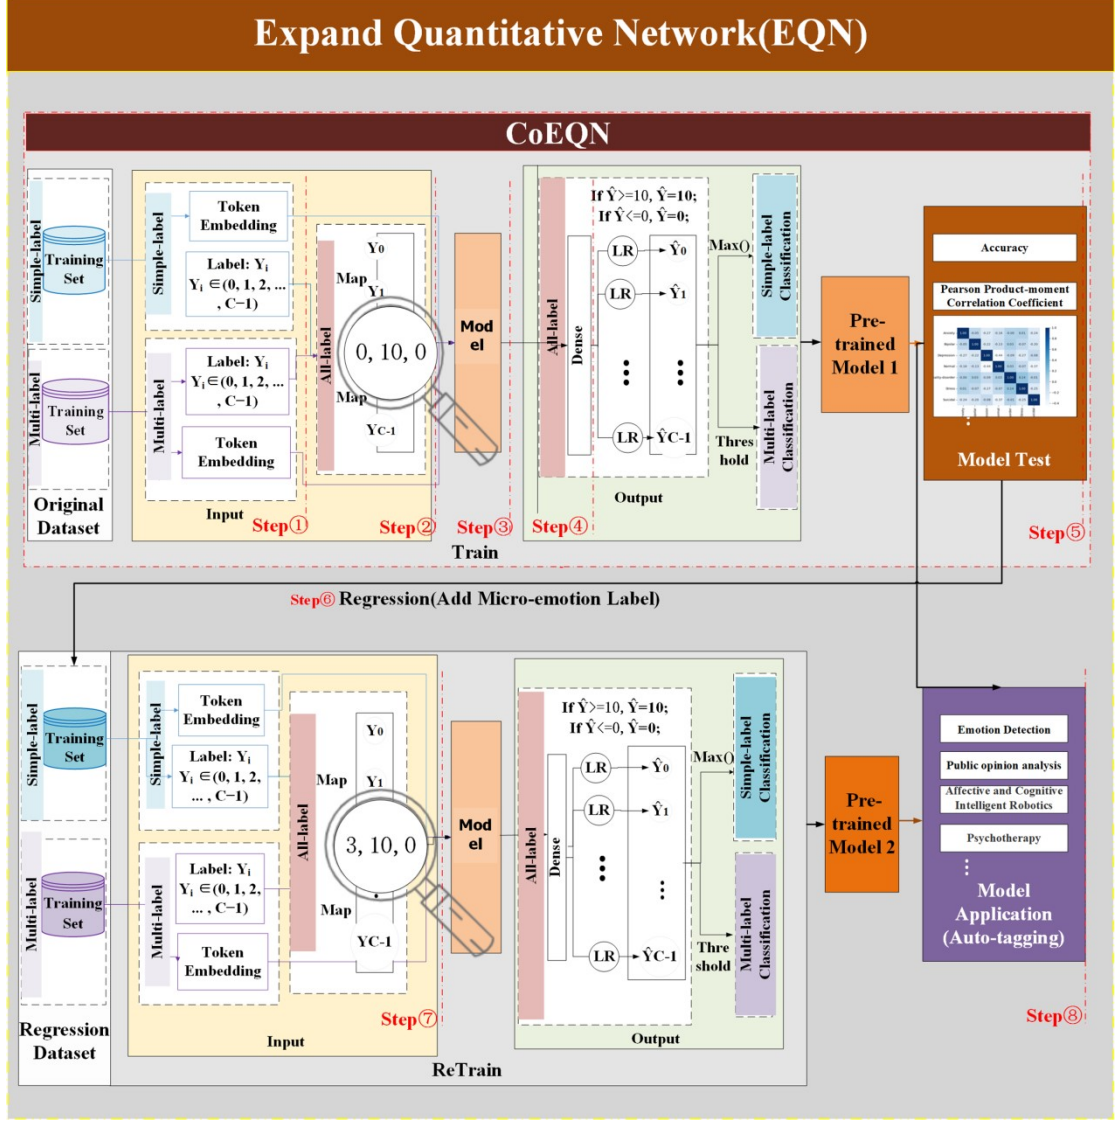 Expand Quantitative Network(EQN)
CoEQN
Simple-label
Training
Set
Multi-label
Training
Set
Original
Dataset
Simple-label
Token
Embedding
Label: Yi
Yi ∈(0, 1, 2, ...
, C−1)
Multi-label
Label: Yi
Yi ∈(0, 1, 2, ...
, C−1)
Token
Embedding
Input
Step①
All-label
Y0
Map
Y1
0, 10, 0
Map
YC-1
Step②
Mod
el
Step③
Train
All-label
Dense
If Ŷ>=10, Ŷ=10;
If Ŷ<=0, Ŷ=0;
LR
Ŷ0
LR
Ŷ1
LR
ŶC-1
Output
Step④
Max()
Thres
hold
Simple-label
Classification
Multi-label
Classification
Pre-
trained
Model 1
Accuracy
Pearson Product-moment
Correlation Coefficient
Model Test
Step⑤
Step⑥ Regression(Add Micro-emotion Label)
Simple-label
Training
Set
Multi-label
Training
Set
Regression
Dataset
Simple-label
Token
Embedding
Label: Yi
Yi ∈(0, 1, 2,
... , C−1)
Multi-label
Label: Yi
Yi ∈(0, 1, 2,
... , C−1)
Token
Embedding
Input
All-label
Y0
Map
Y1
3, 10, 0
Map
YC-1
Step⑦
Mod
el
ReTrain
All-label
Dense
If Ŷ>=10, Ŷ=10;
If Ŷ<=0, Ŷ=0;
LR
Ŷ0
LR
Ŷ1
LR
ŶC-1
Output
Max()
Thre
shold
Simple-label
Classification
Multi-label
Classification
Pre-
trained
Model 2
Emotion Detection
Public opinion analysis
Affective and Cognitive
Intelligent Robotics
Psychotherapy
Model
Application
(Auto-tagging)
Step⑧